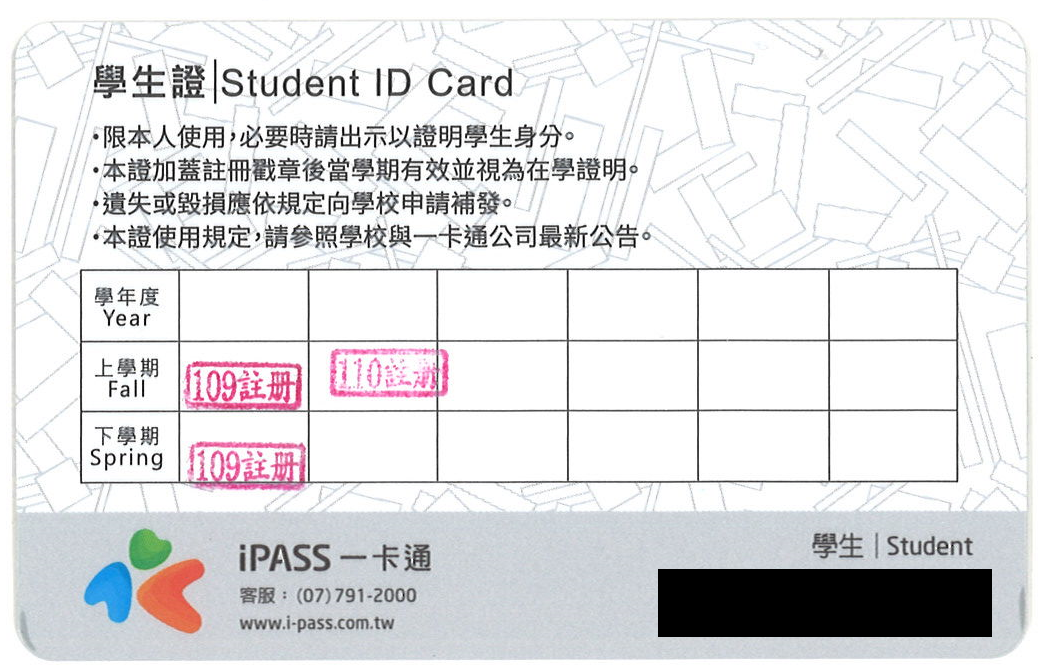 學生證|Student ID Card
•限本人使用，必要時請出示以證明學生身分。
•本證加蓋註冊戳章後當學期有效並視為在學證明。
•遺失或毀損應依規定向學校申請補發。
•本證使用規定，請參照學校與一卡通公司最新公告。
學年度
Year
上學期
Fall
109註册
110註册
下學期
Spring
109註册
iPASS 一卡通
客服：(07)791-2000
www.i-pass.com.tw
學生|Student